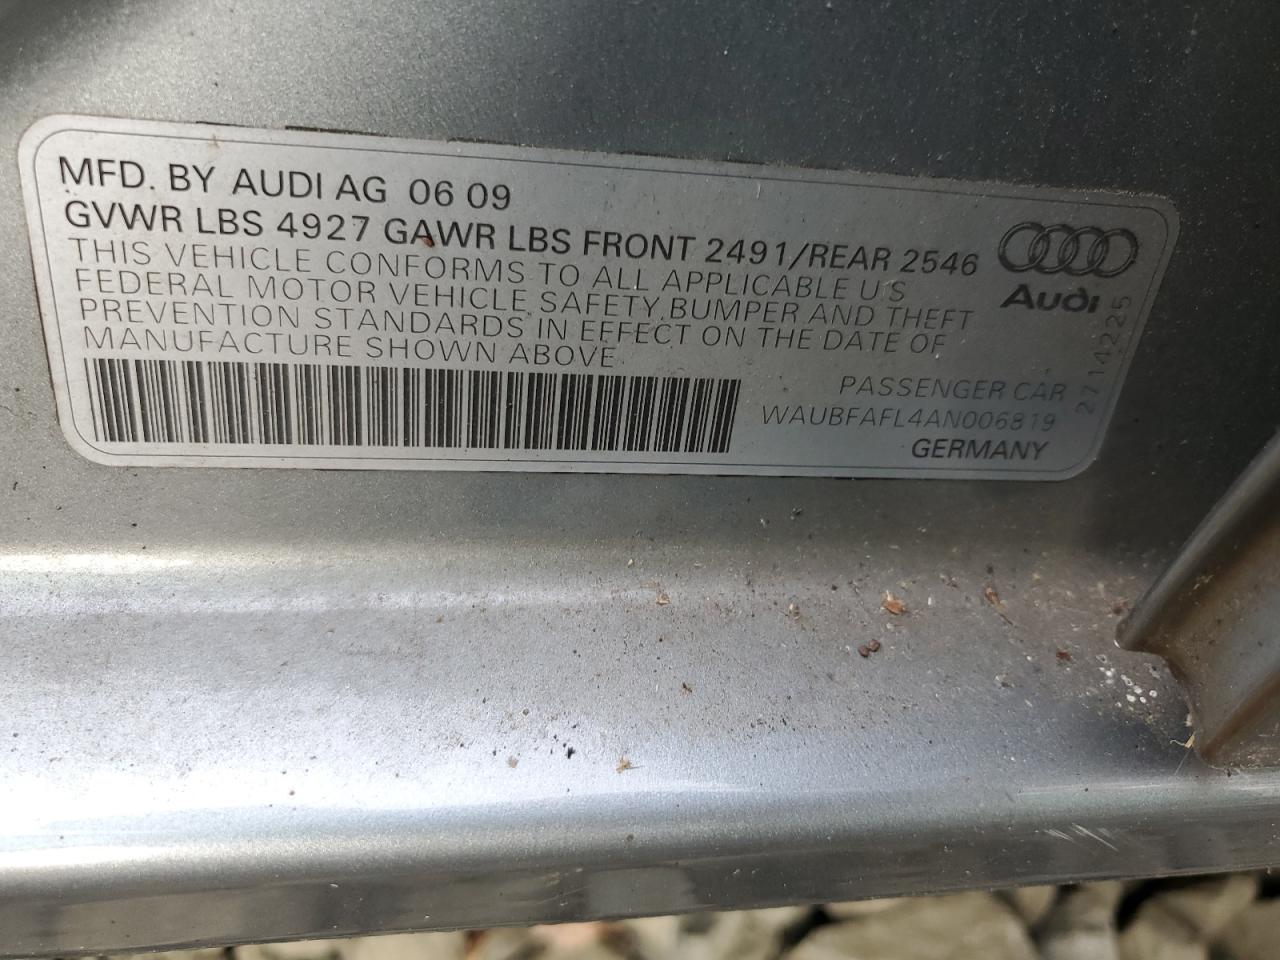 MFD. BY AUDI AG 06 09
GVWR LBS 4927 GAWR LBS FRONT 2491/REAR 2546
THIS VEHICLE CONFORMS TO ALL APPLICABLE U S
FEDERAL MOTOR VEHICLE SAFETY, BUMPER AND THEFT
PREVENTION STANDARDS IN EFFECT ON THE DATE OF
MANUFACTURE SHOWN ABOVE
Audi
PASSENGER CAR
WAUBFAFL4AN006819
GERMANY
27 14225